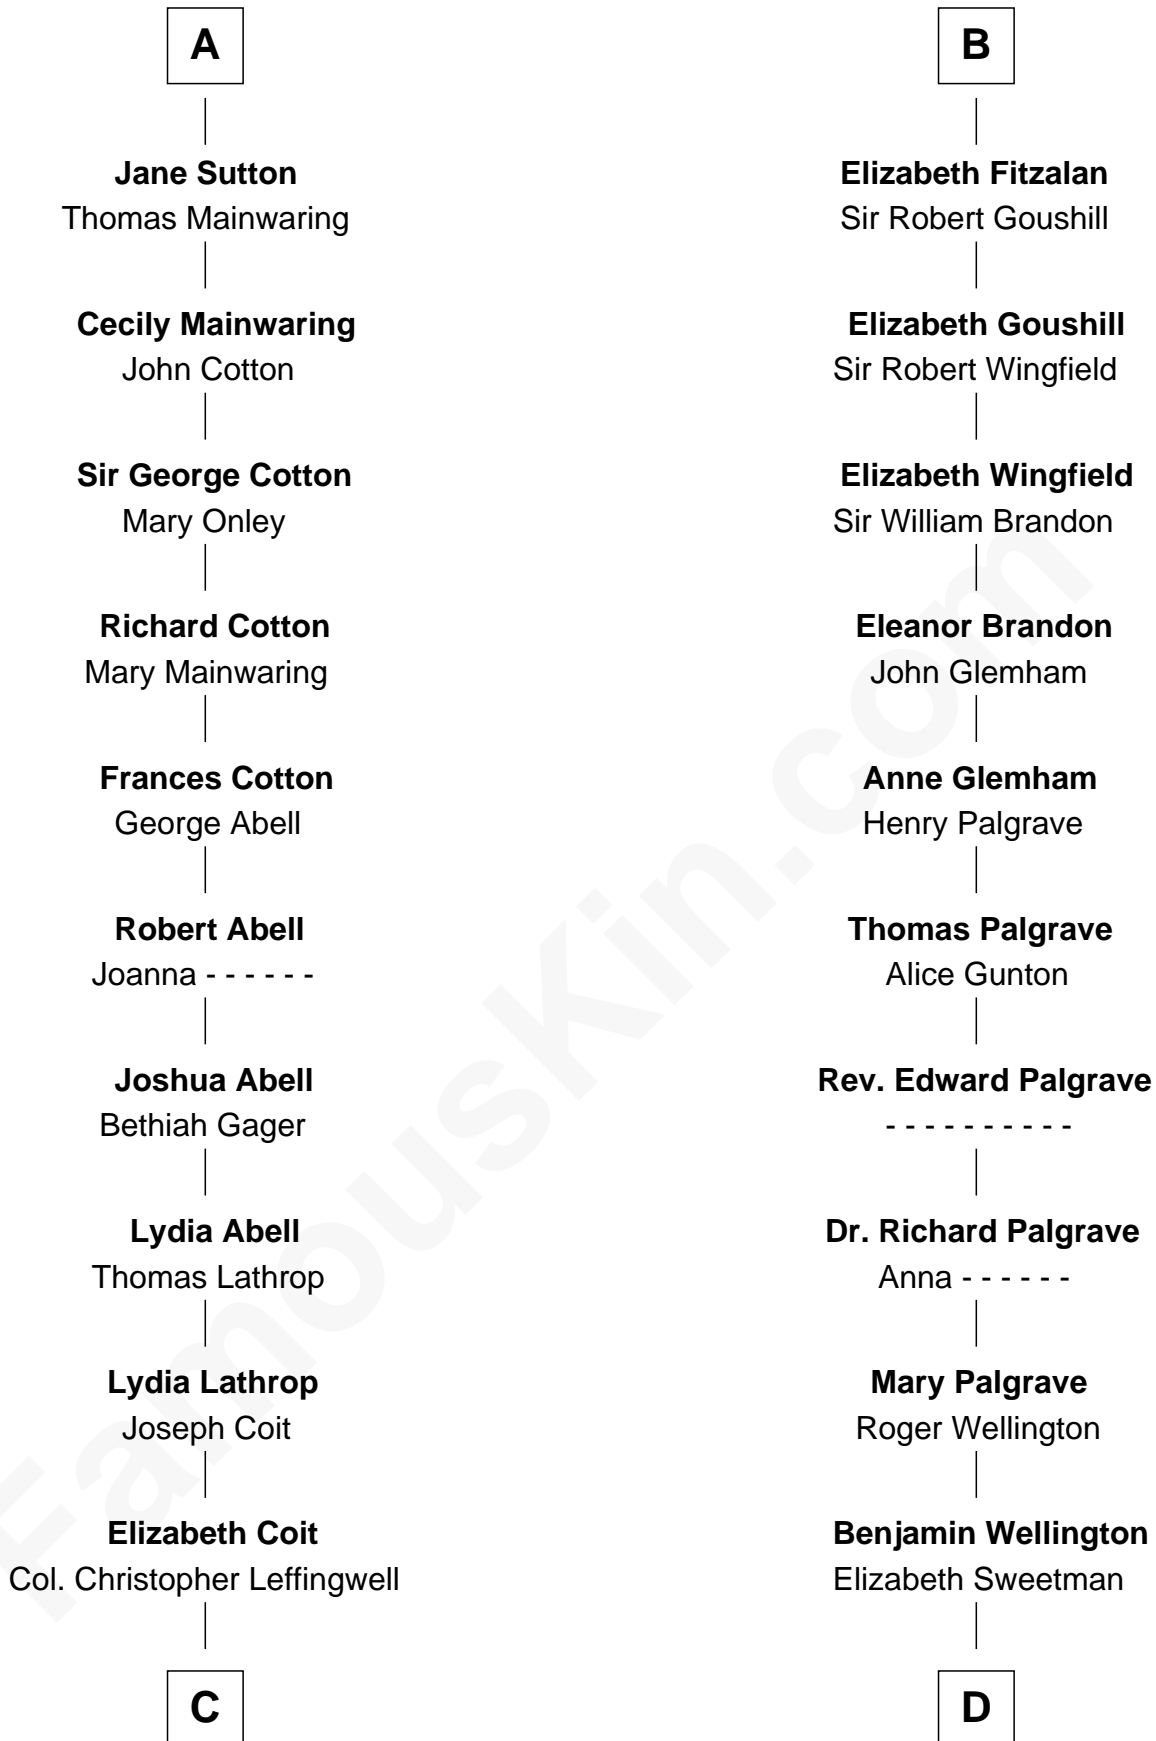 A
Jane Sutton
Thomas Mainwaring
Cecily Mainwaring
John Cotton
Sir George Cotton
Mary Onley
Richard Cotton
Mary Mainwaring
Frances Cotton
George Abell
Robert Abell
Joanna - - - - - -
Joshua Abell
Bethiah Gager
Lydia Abell
Thomas Lathrop
Lydia Lathrop
Joseph Coit
Elizabeth Coit
Col. Christopher Leffingwell
C
B
Elizabeth Fitzalan
Sir Robert Goushill
Elizabeth Goushill
Sir Robert Wingfield
Elizabeth Wingfield
Sir William Brandon
Eleanor Brandon
John Glemham
Anne Glemham
Henry Palgrave
Thomas Palgrave
Alice Gunton
Rev. Edward Palgrave
- - - - - - - - - -
Dr. Richard Palgrave
Anna - - - - - -
Mary Palgrave
Roger Wellington
Benjamin Wellington
Elizabeth Sweetman
D
FamousKin.com